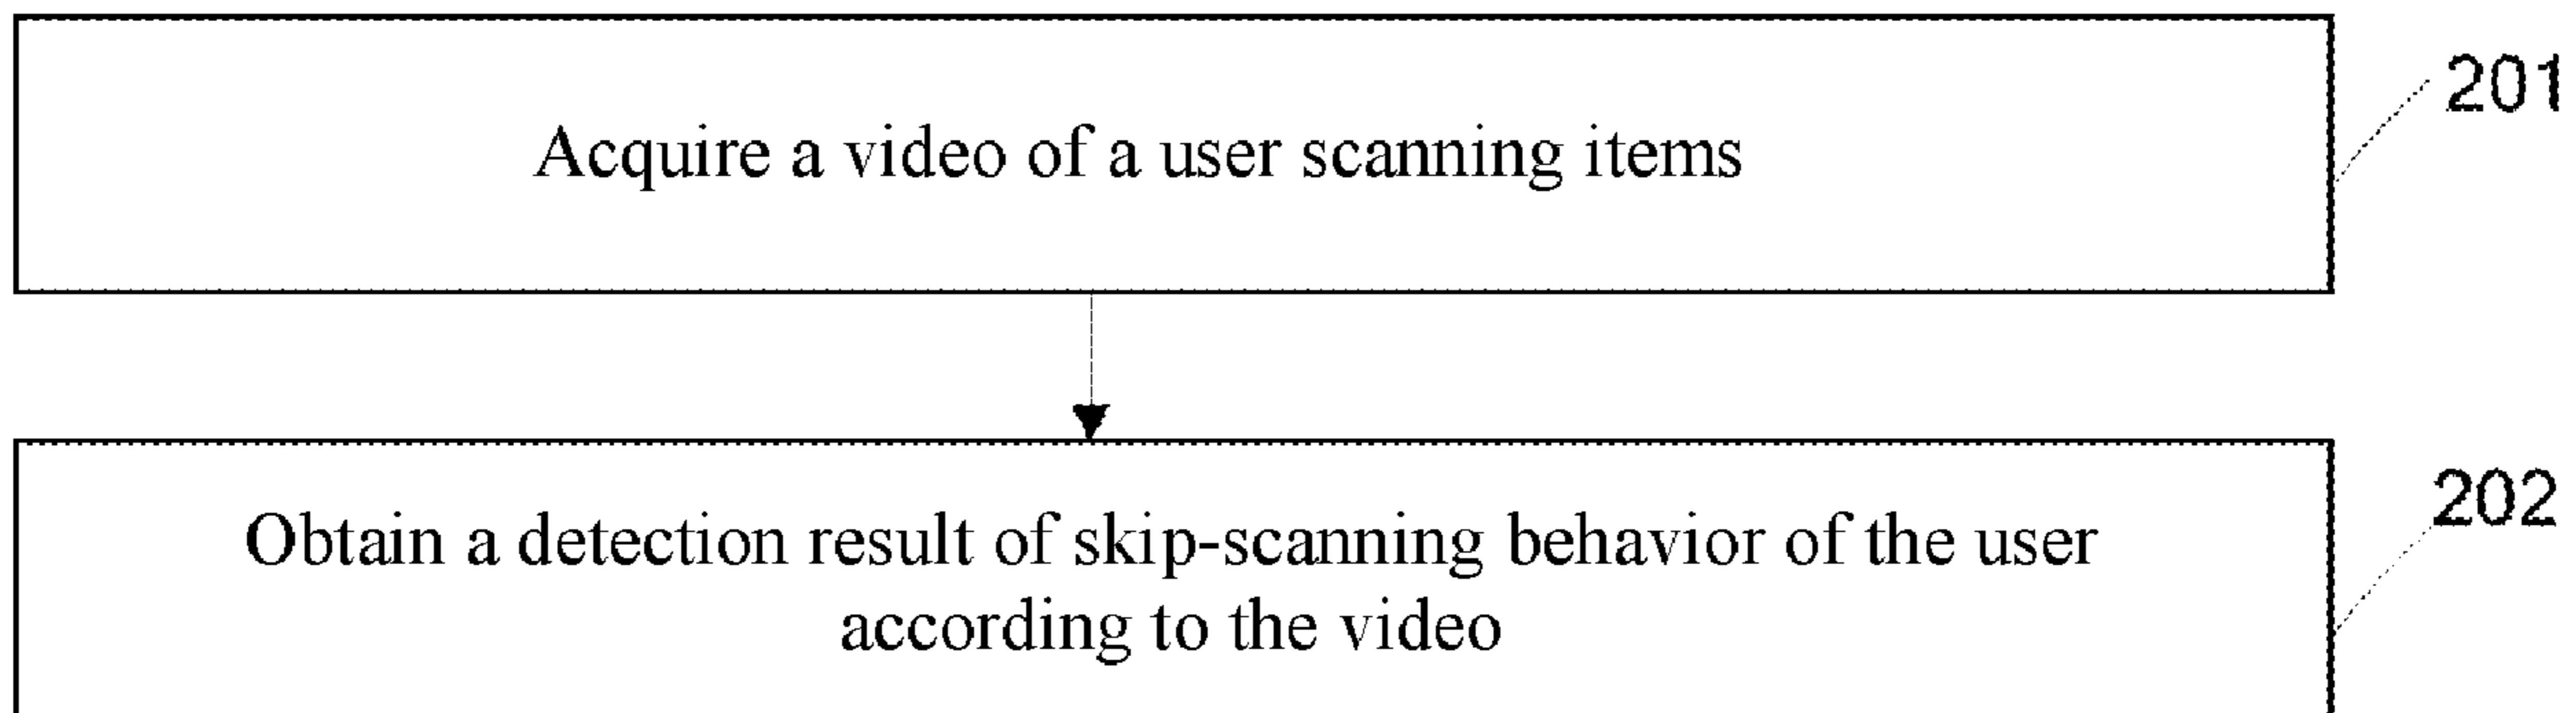 Acquire a video of a user scanning items
201
Obtain a detection result of skip-scanning behavior of the user
according to the video
202